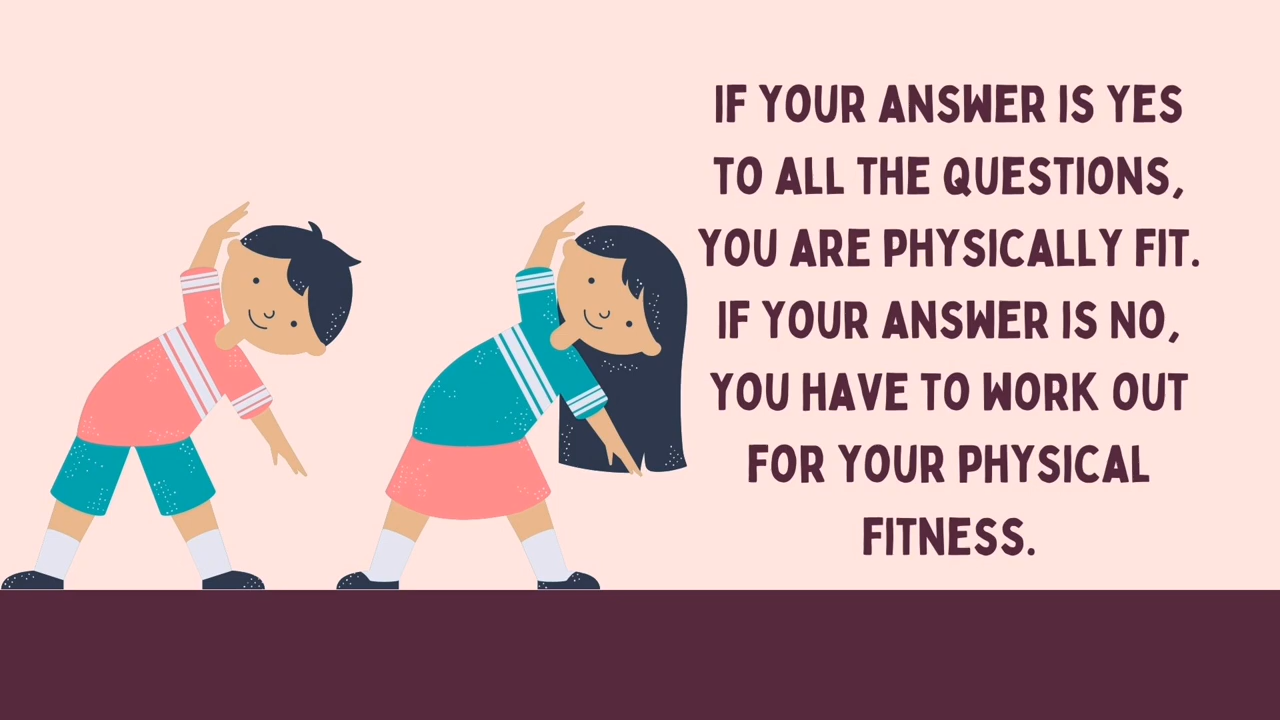 IF YOUR ANSWER IS YES
TO ALL THE QUESTIONS,
YOU ARE PHYSICALLY FIT.
IF YOUR ANSWER IS NO,
YOU HAVE TO WORK OUT
FOR YOUR PHYSICAL
FITNESS.